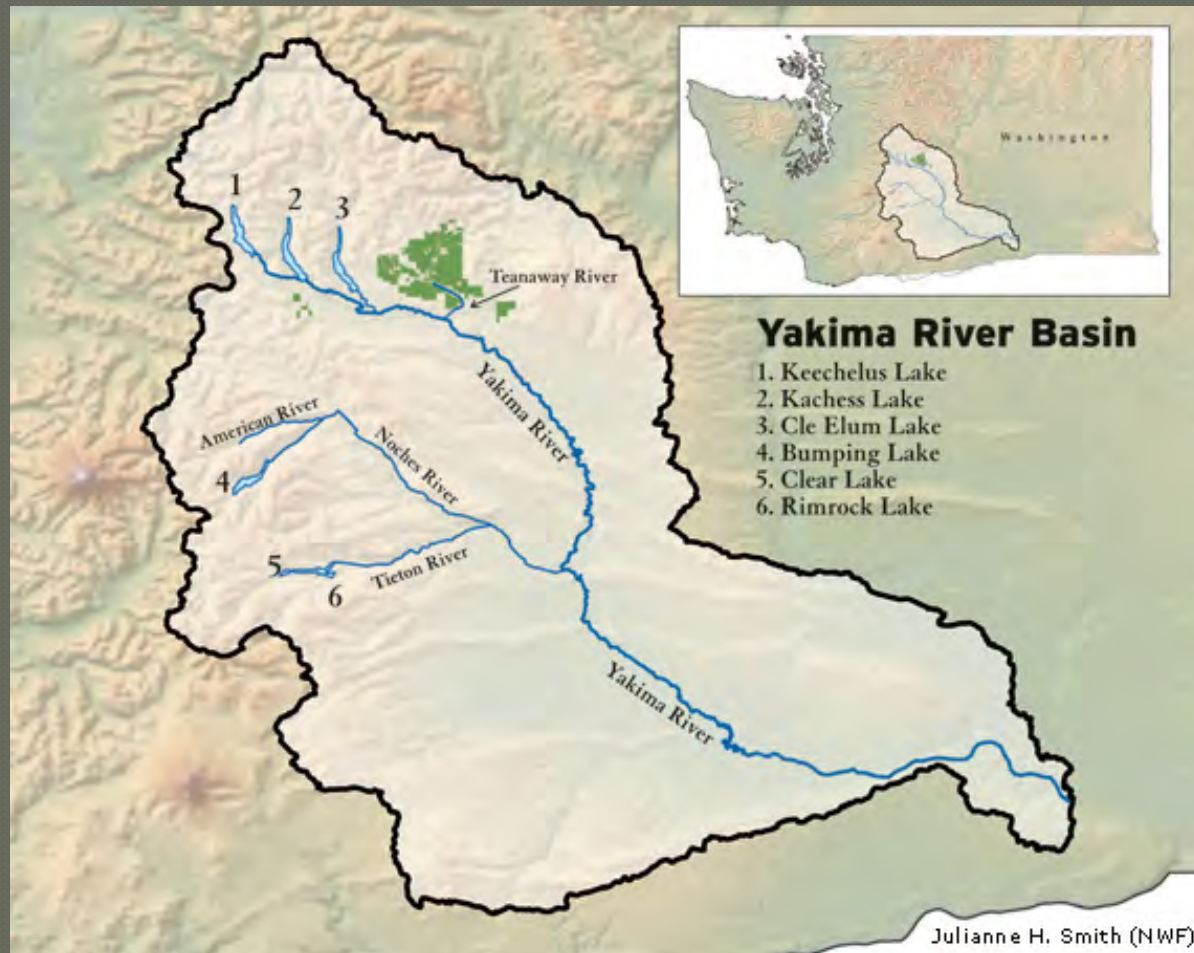 Washington
Yakima River Basin
1. Keechelus Lake
2. Kachess Lake
3. Cle Elum Lake
4. Bumping Lake
5. Clear Lake
6. Rimrock Lake
1
2
3
Teanaway River
Yakima River
American River
Noches River
4
5
6
Tieton River
Yakima River
Julianne H. Smith (NWF)